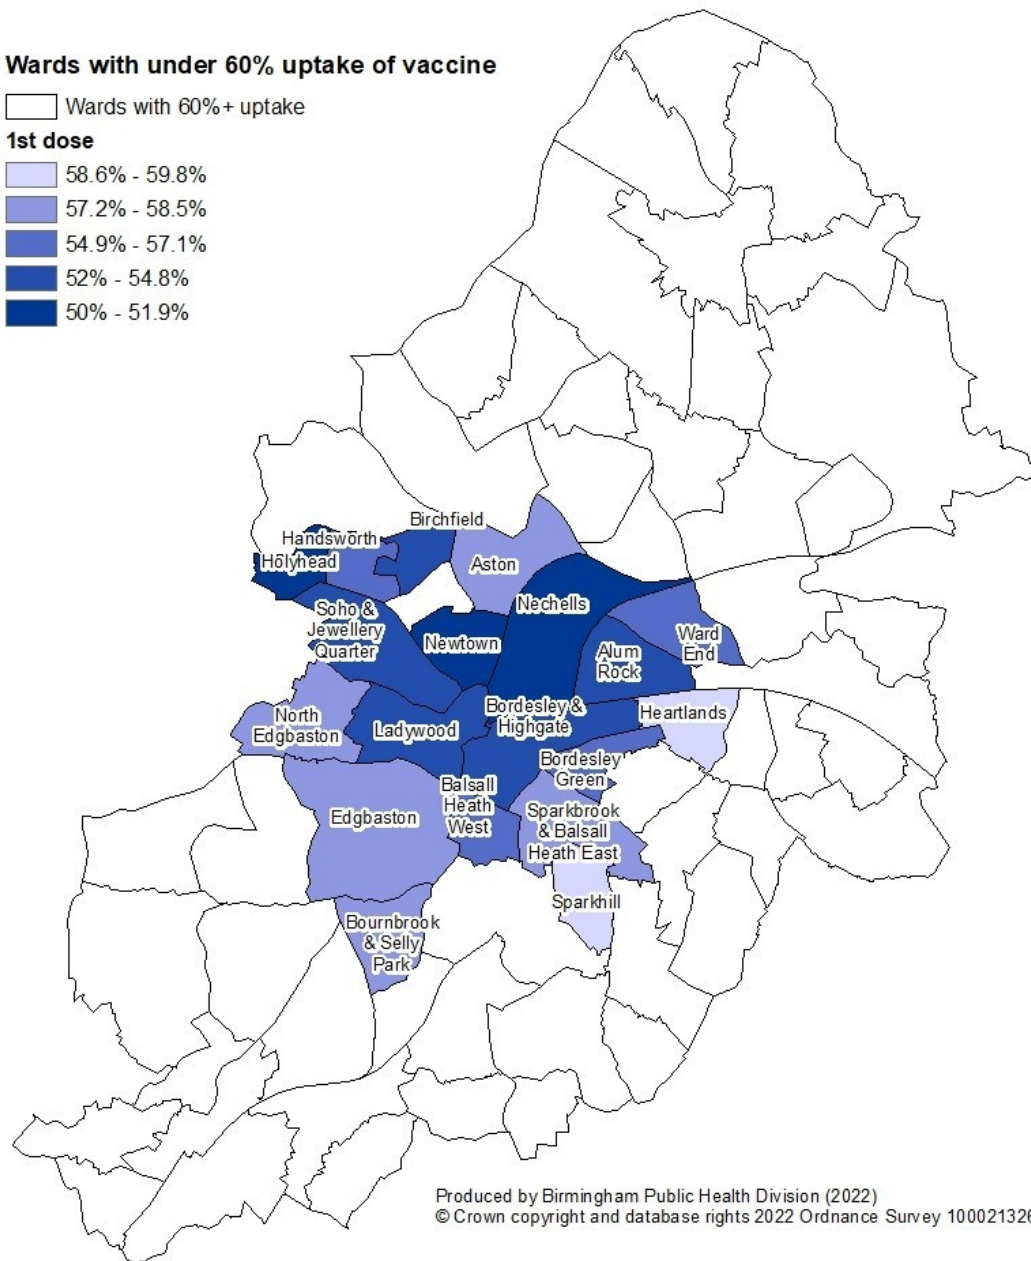 Wards with under 60% uptake of vaccine
Wards with 60%+ uptake
1st dose
58.6% - 59.8%
57.2% - 58.5%
54.9% - 57.1%
52% - 54.8%
50% - 51.9%
Birchfield
Handsworth
Holyhead
Aston
Nechells
Soho &
Jewellery
Quarter
Newtown
Ward
End
Alum
Rock
North
Edgbaston
Ladywood
Bordesley &
Highgate
Heartlands
Bordesley
Green
Balsall
Heath
West
Edgbaston
Sparkbrook
& Balsall
Heath East
Sparkhill
Bournbrook
& Selly
Park
Produced by Birmingham Public Health Division (2022)
© Crown copyright and database rights 2022 Ordnance Survey 100021326